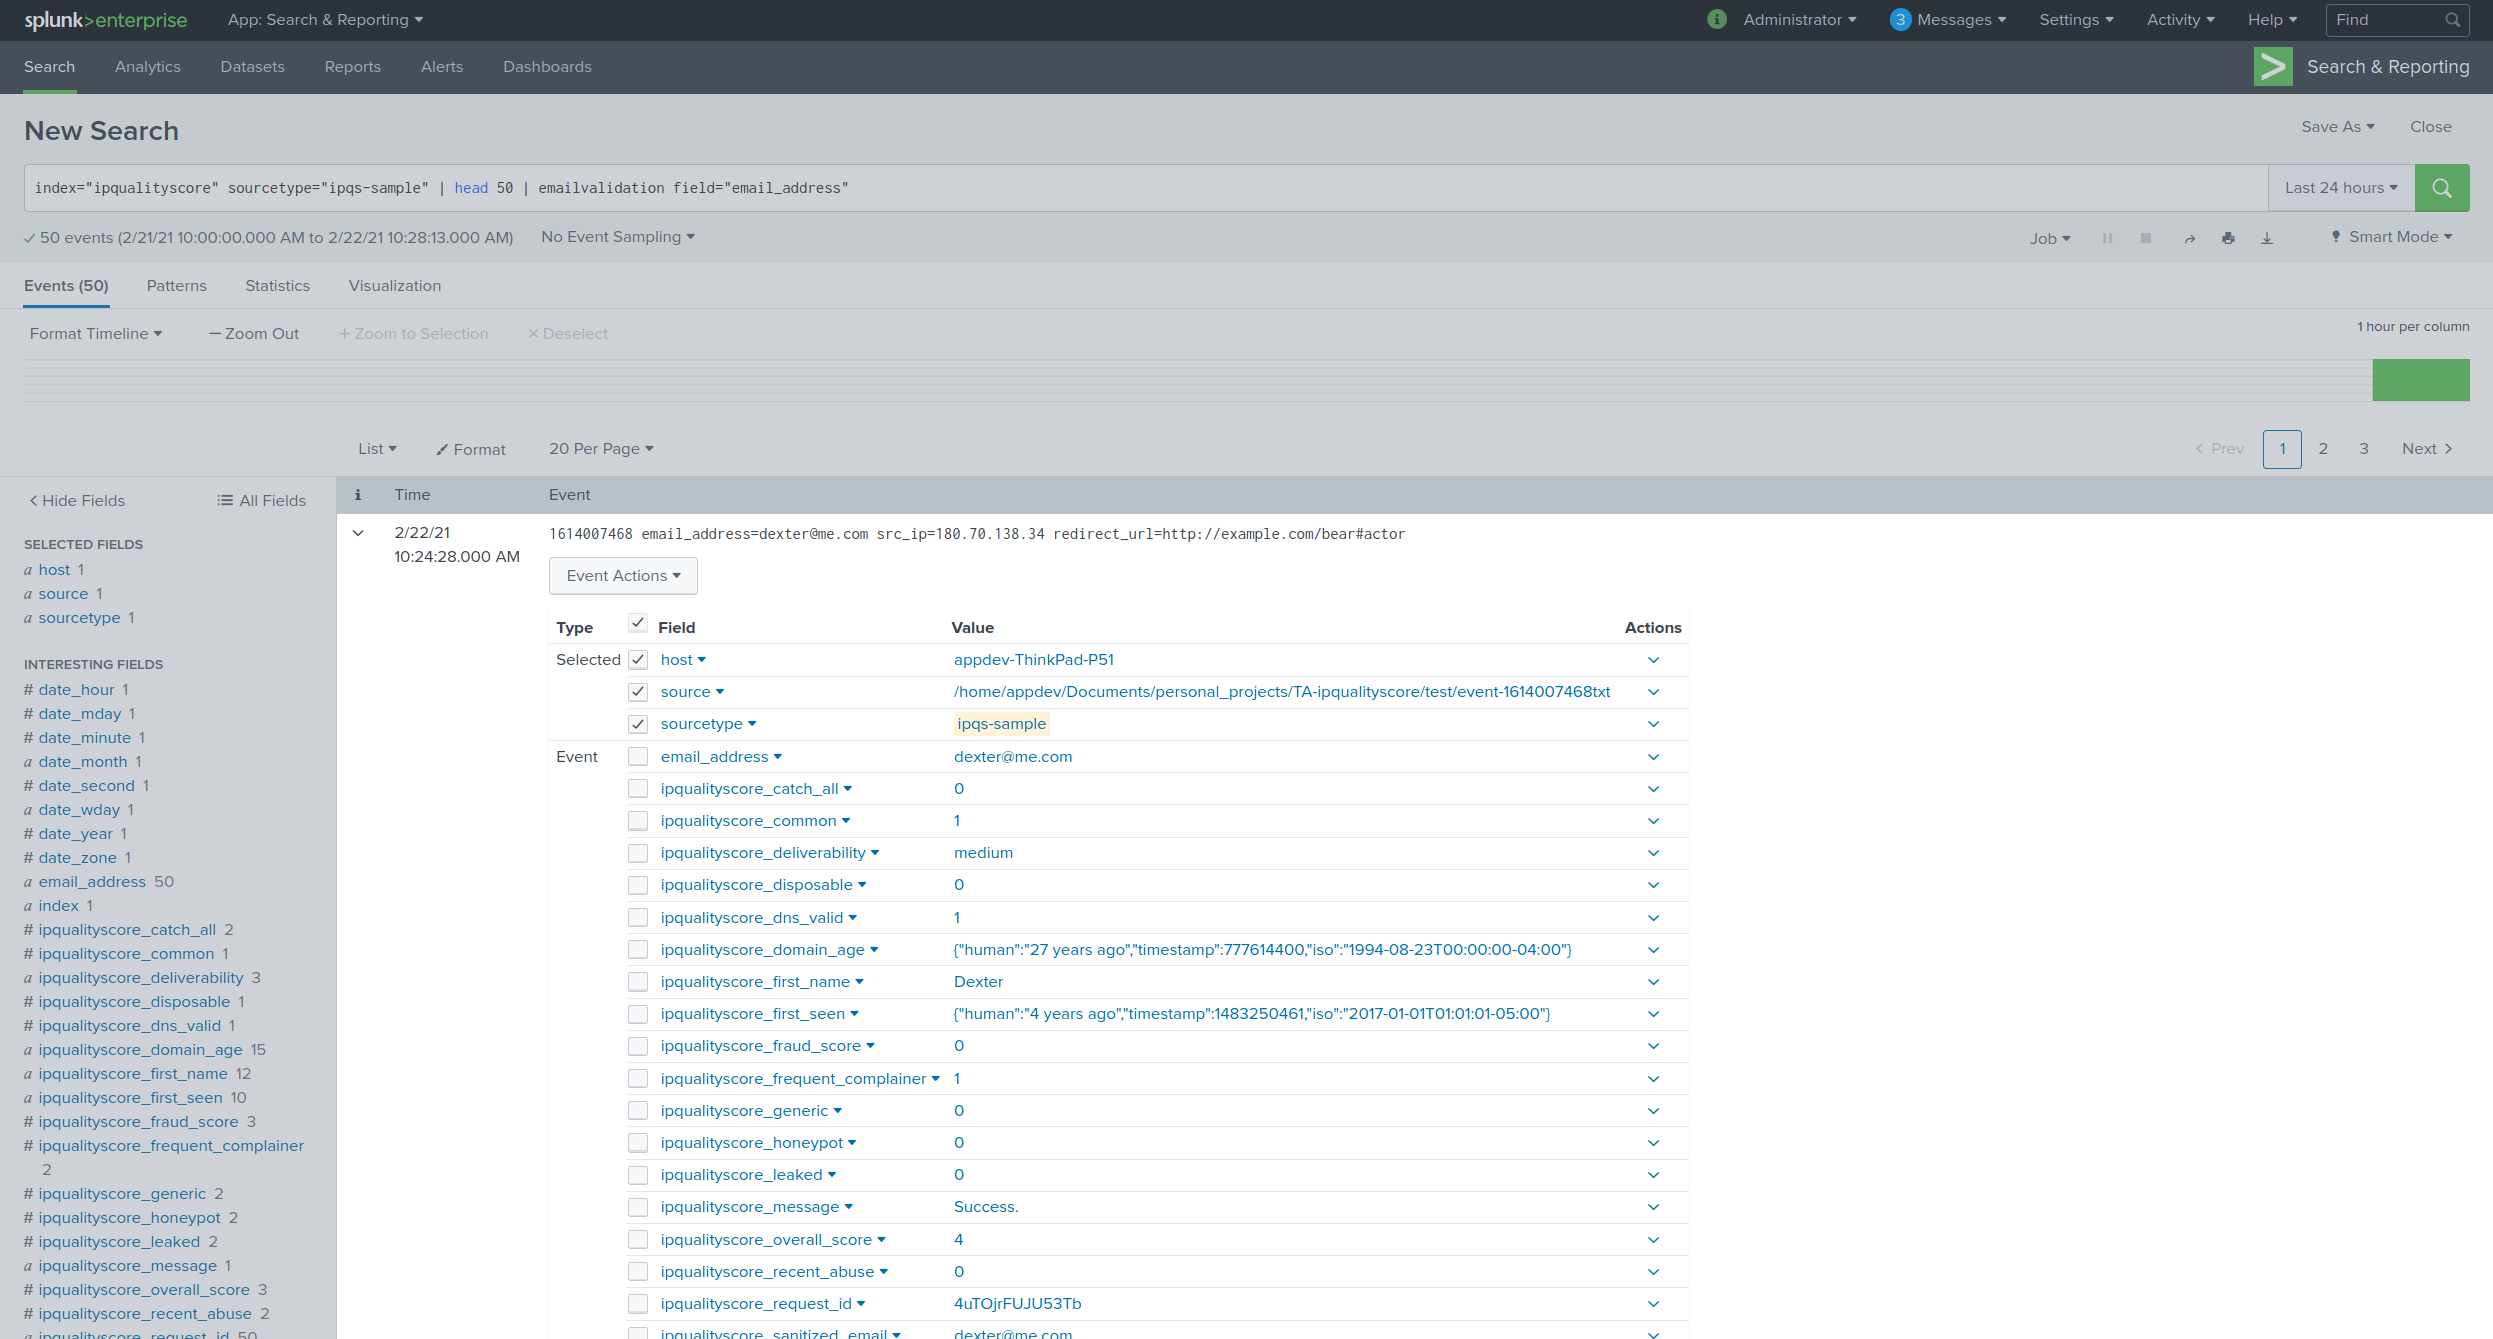 splunk>enterprise App: Search & Reporting i Administrator 3 Messages Settings Activity Help Find
Search Analytics Datasets Reports Alerts Dashboards Search & Reporting
New Search Save As Close
index="ipqualityscore" sourcetype="ipqs-sample" | head 50 | emailvalidation field="email_address" Last 24 hours
50 events (2/21/21 10:00:00.000 AM to 2/22/21 10:28:13.000 AM) No Event Sampling Job Smart Mode
Events (50) Patterns Statistics Visualization
Format Timeline — Zoom Out + Zoom to Selection × Deselect 1 hour per column
List Format 20 Per Page < Prev 1 2 3 Next >
< Hide Fields All Fields
SELECTED FIELDS
a host 1
a source 1
a sourcetype 1
INTERESTING FIELDS
# date_hour 1
# date_mday 1
# date_minute 1
a date_month 1
# date_second 1
a date_wday 1
# date_year 1
# date_zone 1
a email_address 50
a index 1
# ipqualityscore_catch_all 2
# ipqualityscore_common 1
a ipqualityscore_deliverability 3
# ipqualityscore_disposable 1
# ipqualityscore_dns_valid 1
a ipqualityscore_domain_age 15
a ipqualityscore_first_name 12
a ipqualityscore_first_seen 10
# ipqualityscore_fraud_score 3
# ipqualityscore_frequent_complainer
2
# ipqualityscore_generic 2
# ipqualityscore_honeypot 2
# ipqualityscore_leaked 2
a ipqualityscore_message 1
# ipqualityscore_overall_score 3
# ipqualityscore_recent_abuse 2
a ipqualityscore_request_id 50
i Time Event
2/22/21
10:24:28.000 AM
1614007468 email_address=dexter@me.com src_ip=180.70.138.34 redirect_url=http://example.com/bear#actor
Event Actions
Type Field Value Actions
Selected host appdev-ThinkPad-P51
source /home/appdev/Documents/personal_projects/TA-ipqualityscore/test/event-1614007468txt
sourcetype ipqs-sample
Event email_address dexter@me.com
ipqualityscore_catch_all 0
ipqualityscore_common 1
ipqualityscore_deliverability medium
ipqualityscore_disposable 0
ipqualityscore_dns_valid 1
ipqualityscore_domain_age {"human":"27 years ago","timestamp":777614400,"iso":"1994-08-23T00:00:00-04:00"}
ipqualityscore_first_name Dexter
ipqualityscore_first_seen {"human":"4 years ago","timestamp":1483250461,"iso":"2017-01-01T01:01:01-05:00"}
ipqualityscore_fraud_score 0
ipqualityscore_frequent_complainer 1
ipqualityscore_generic 0
ipqualityscore_honeypot 0
ipqualityscore_leaked 0
ipqualityscore_message Success.
ipqualityscore_overall_score 4
ipqualityscore_recent_abuse 0
ipqualityscore_request_id 4uTOjrFUJU53Tb
ipqualityscore_sanitized_email dexter@me.com